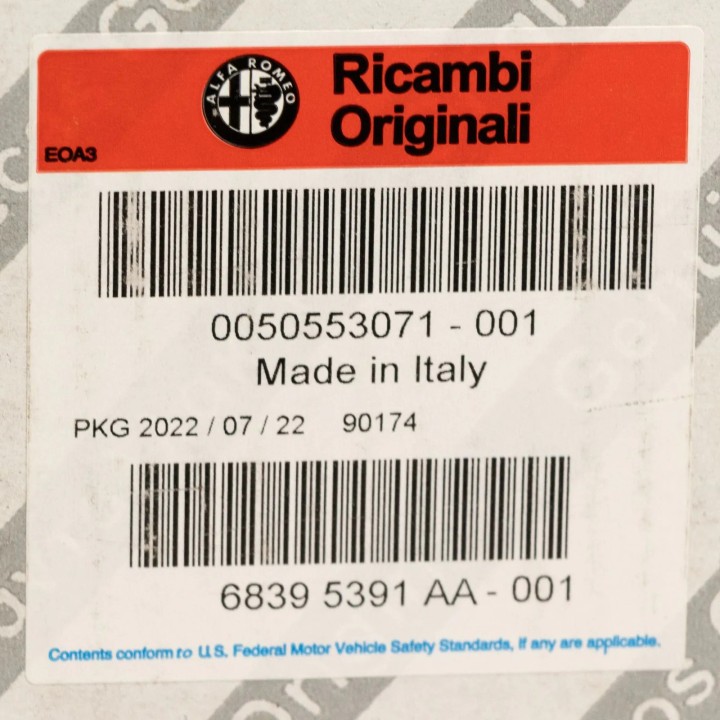 ALFA ROMEO
Ricambi
Originali
EOA3
0050553071 - 001
Made in Italy
PKG 2022 / 07 / 22 90174
6839 5391 AA - 001
Contents conform to U.S. Federal Motor Vehicle Safety Standards, if any are applicable.